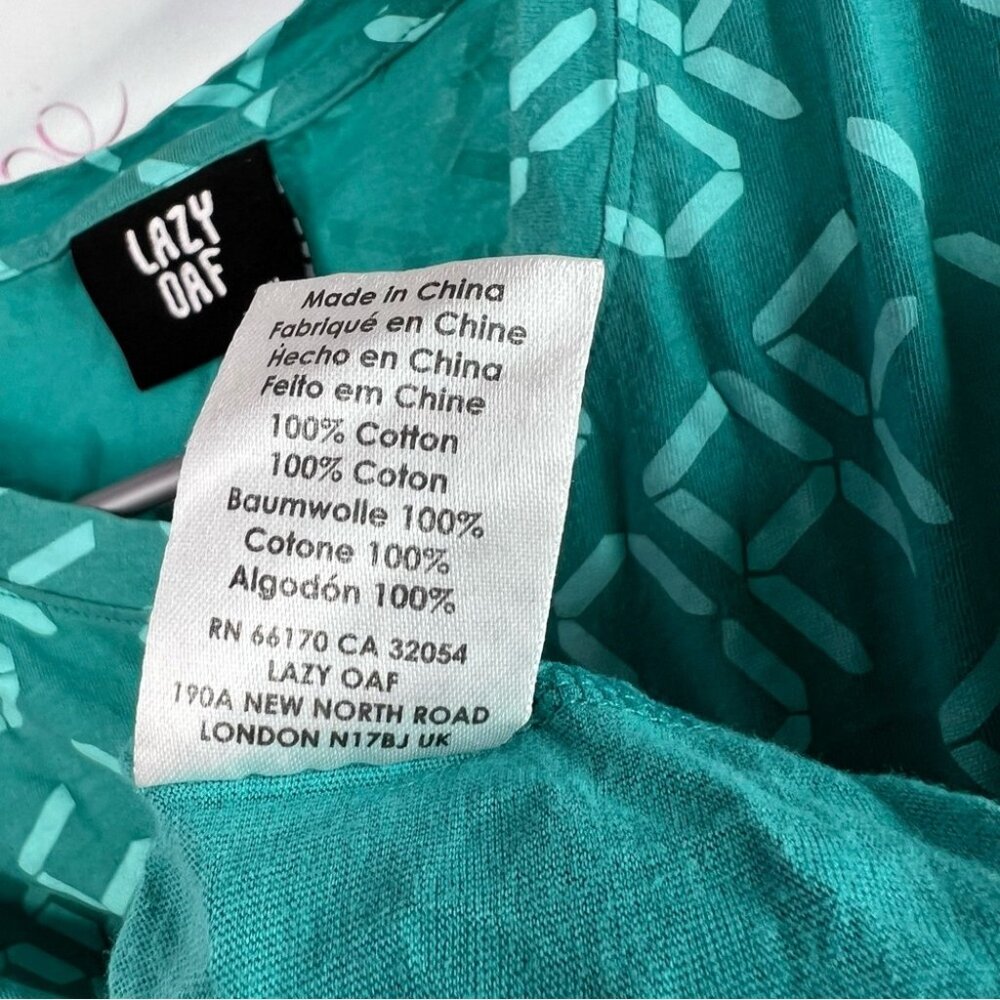 LAZY
OAF
Made in China
Fabriqué en Chine
Hecho en China
Feito em Chine
100% Cotton
100% Coton
Baumwolle 100%
Cotone 100%
Algodón 100%
RN 66170 CA 32054
LAZY OAF
190A NEW NORTH ROAD
LONDON N17BJ UK